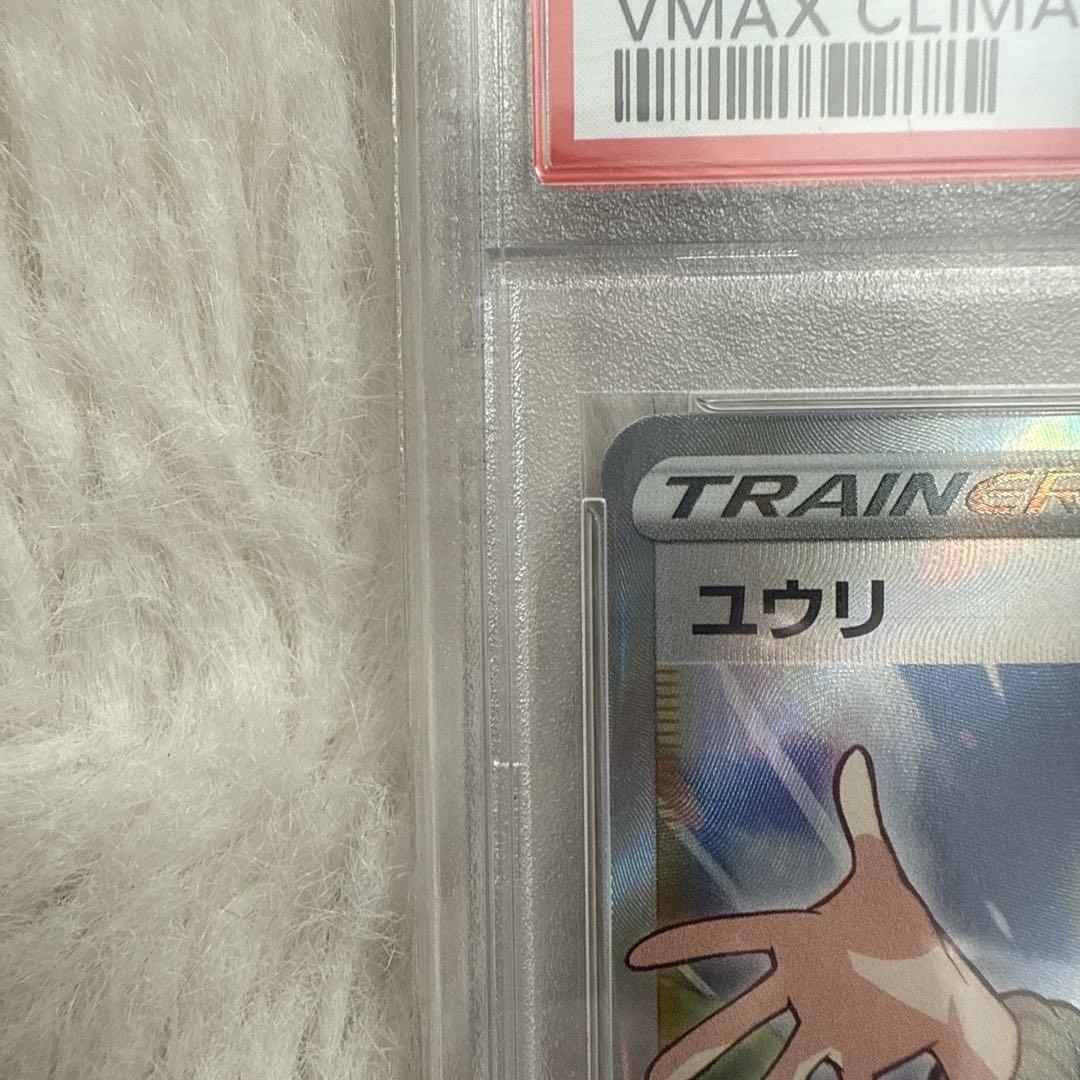 VMAX CLIMA
TRAINER
ユウリ